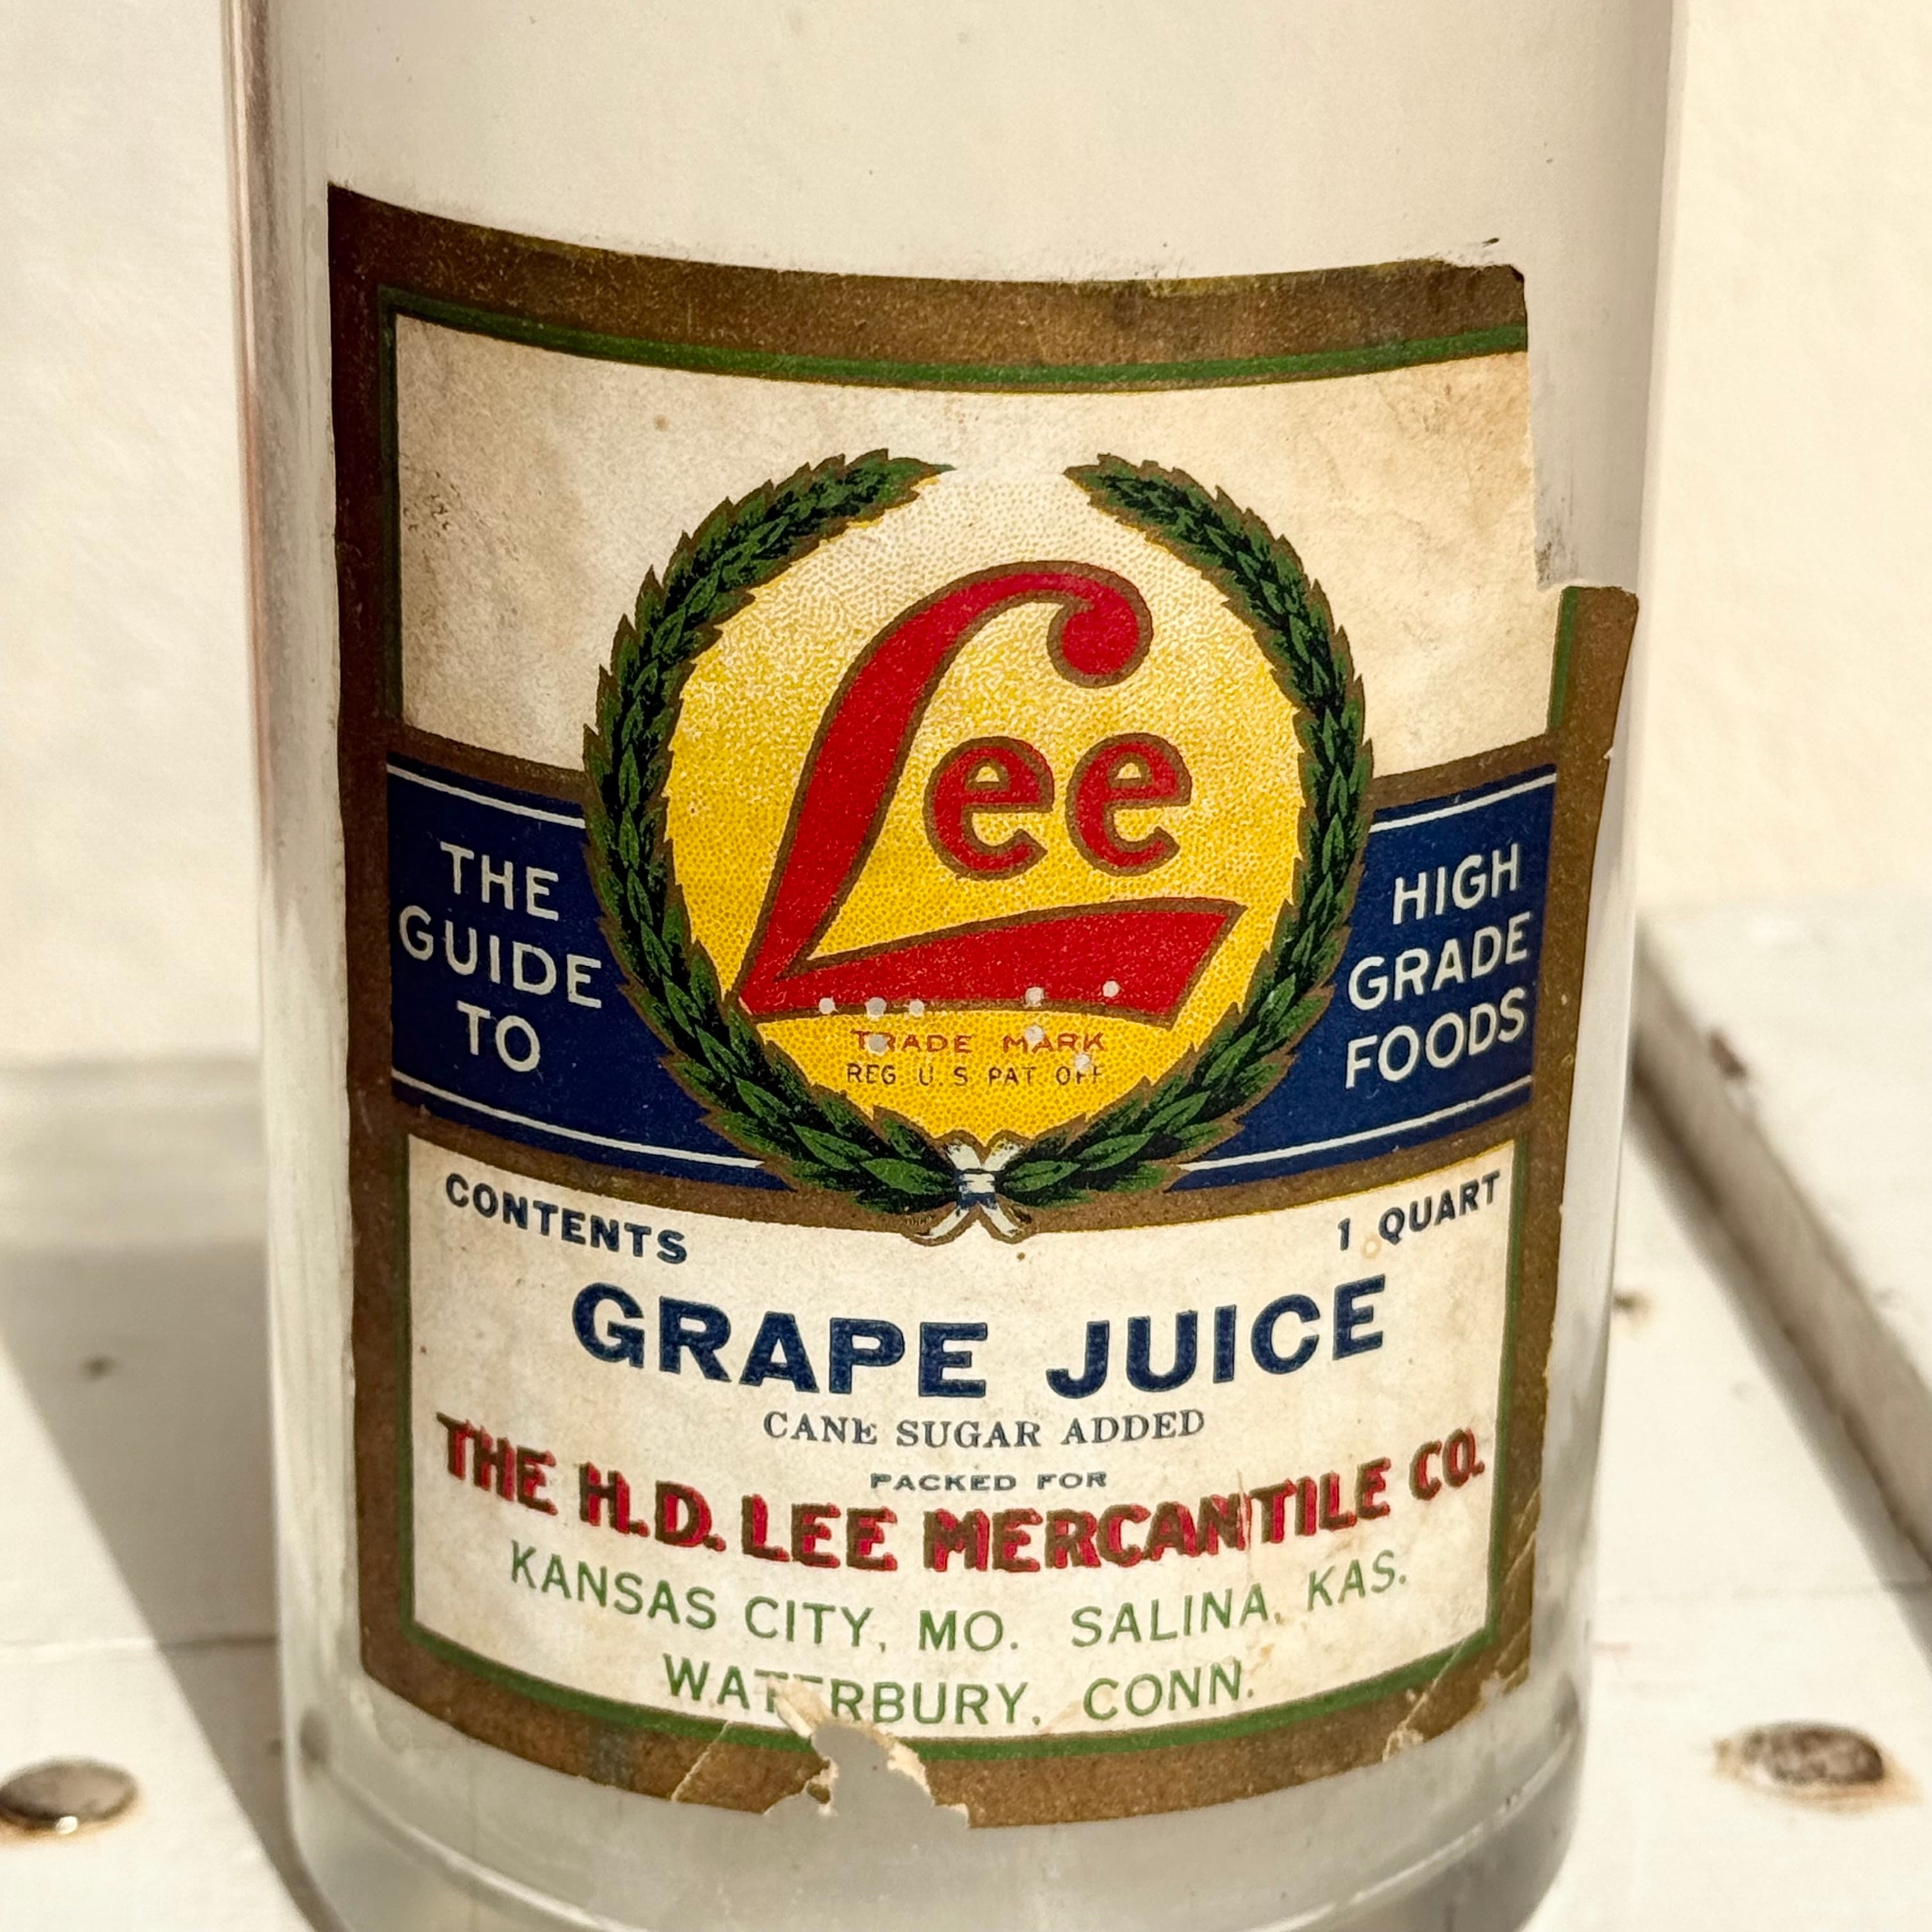 Lee
TRADE MARK
REG. U.S. PAT. OFF.
THE
GUIDE
TO
HIGH
GRADE
FOODS
CONTENTS 1 QUART
GRAPE JUICE
CANE SUGAR ADDED
PACKED FOR
THE H.D. LEE MERCANTILE CO.
KANSAS CITY, MO. SALINA, KAS.
WATERBURY, CONN.